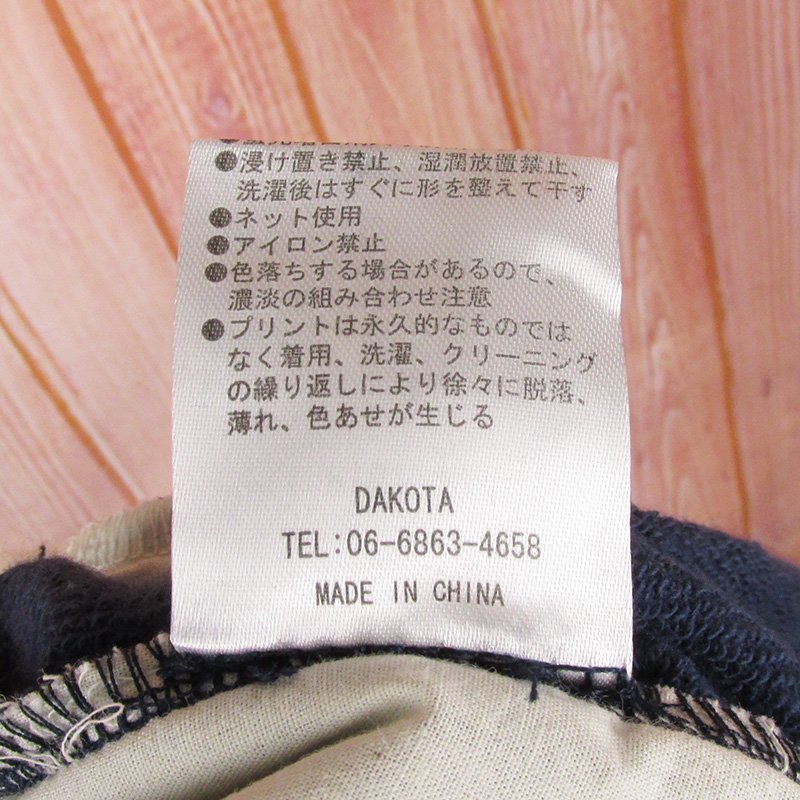 ●浸け置き禁止、湿潤放置禁止、
洗濯後はすぐに形を整えて干す
●ネット使用
●アイロン禁止
●色落ちする場合があるので、
濃淡の組み合わせ注意
●プリントは永久的なものでは
なく着用、洗濯、クリーニング
の繰り返しにより徐々に脱落、
薄れ、色あせが生じる
DAKOTA
TEL:06-6863-4658
MADE IN CHINA